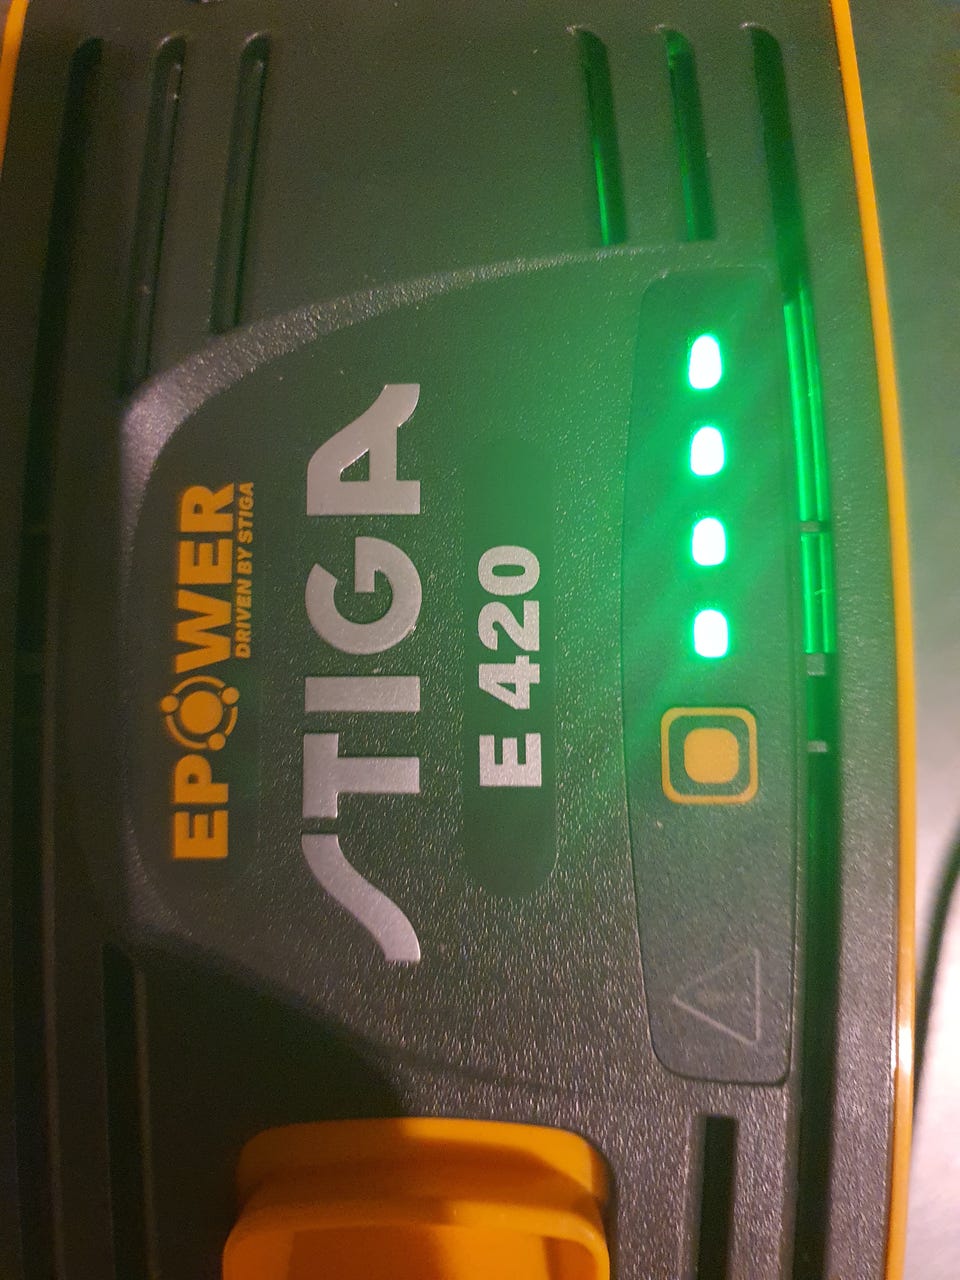 EPOWER
DRIVEN BY STIGA
STIGA
E 420